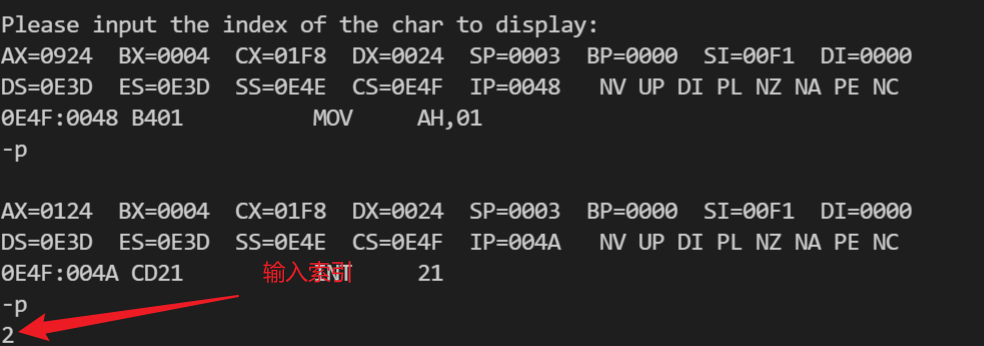 Please input the index of the char to display:
AX=0924 BX=0004 CX=01F8 DX=0024 SP=0003 BP=0000 SI=00F1 DI=0000
DS=0E3D ES=0E3D SS=0E4E CS=0E4F IP=0048 NV UP DI PL NZ NA PE NC
0E4F:0048 B401 MOV AH,01
-p
AX=0124 BX=0004 CX=01F8 DX=0024 SP=0003 BP=0000 SI=00F1 DI=0000
DS=0E3D ES=0E3D SS=0E4E CS=0E4F IP=004A NV UP DI PL NZ NA PE NC
0E4F:004A CD21 输入索引 INT 21
-p
2